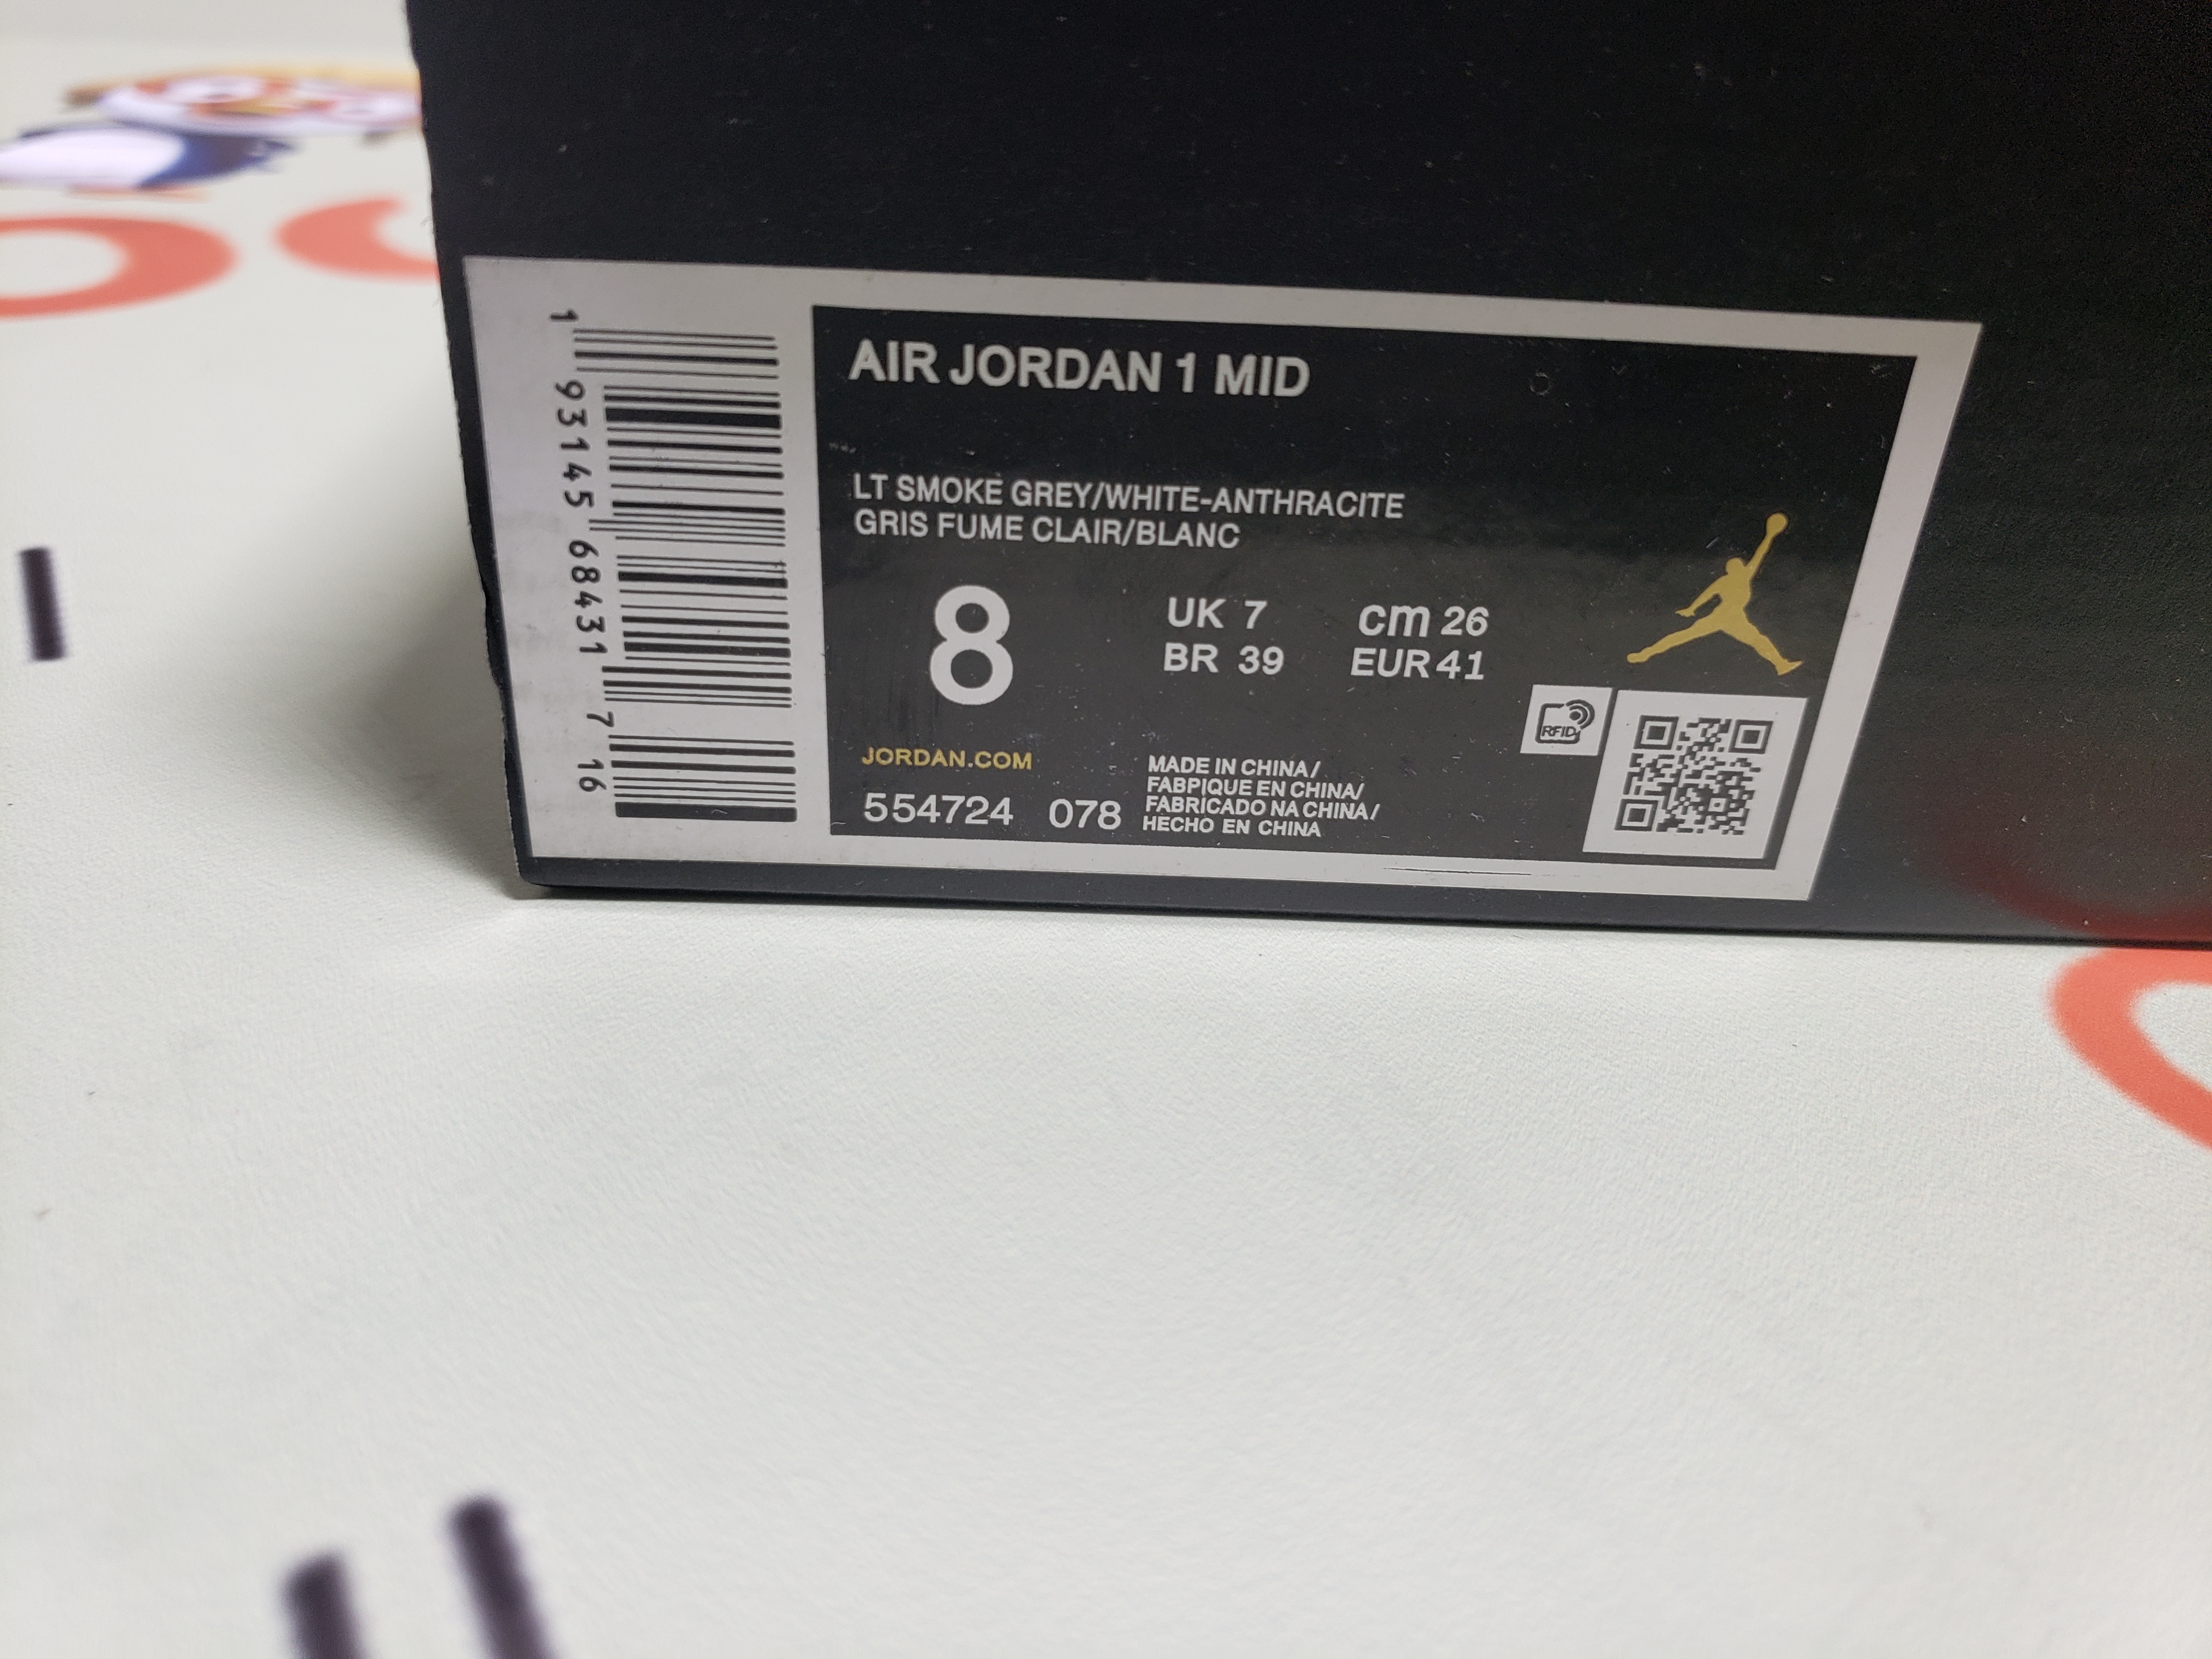 1 93145 68431 7 16
AIR JORDAN 1 MID
LT SMOKE GREY/WHITE-ANTHRACITE
GRIS FUME CLAIR/BLANC
8
UK 7 cm 26
BR 39 EUR 41
RFID
JORDAN.COM
554724 078
MADE IN CHINA/
FABPIQUE EN CHINA/
FABRICADO NA CHINA/
HECHO EN CHINA